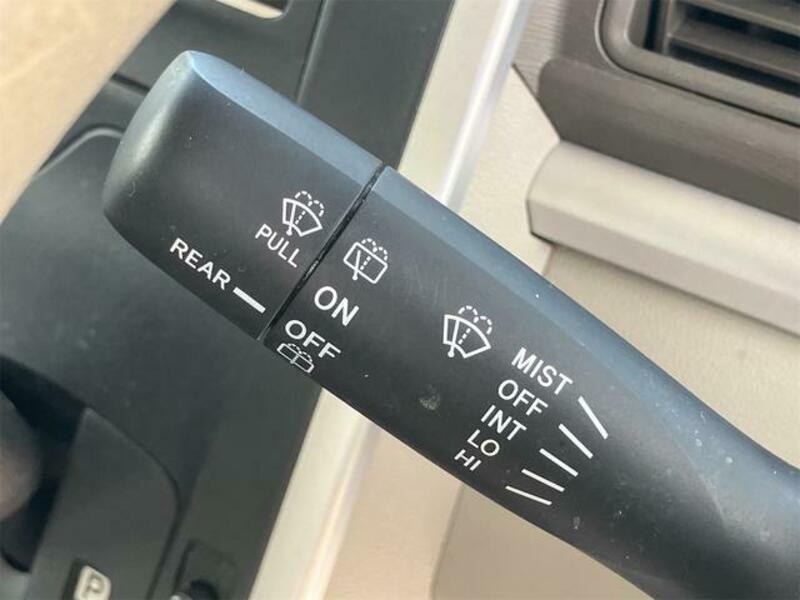 PULL
REAR
ON
OFF
MIST
OFF
INT
LO
HI
P